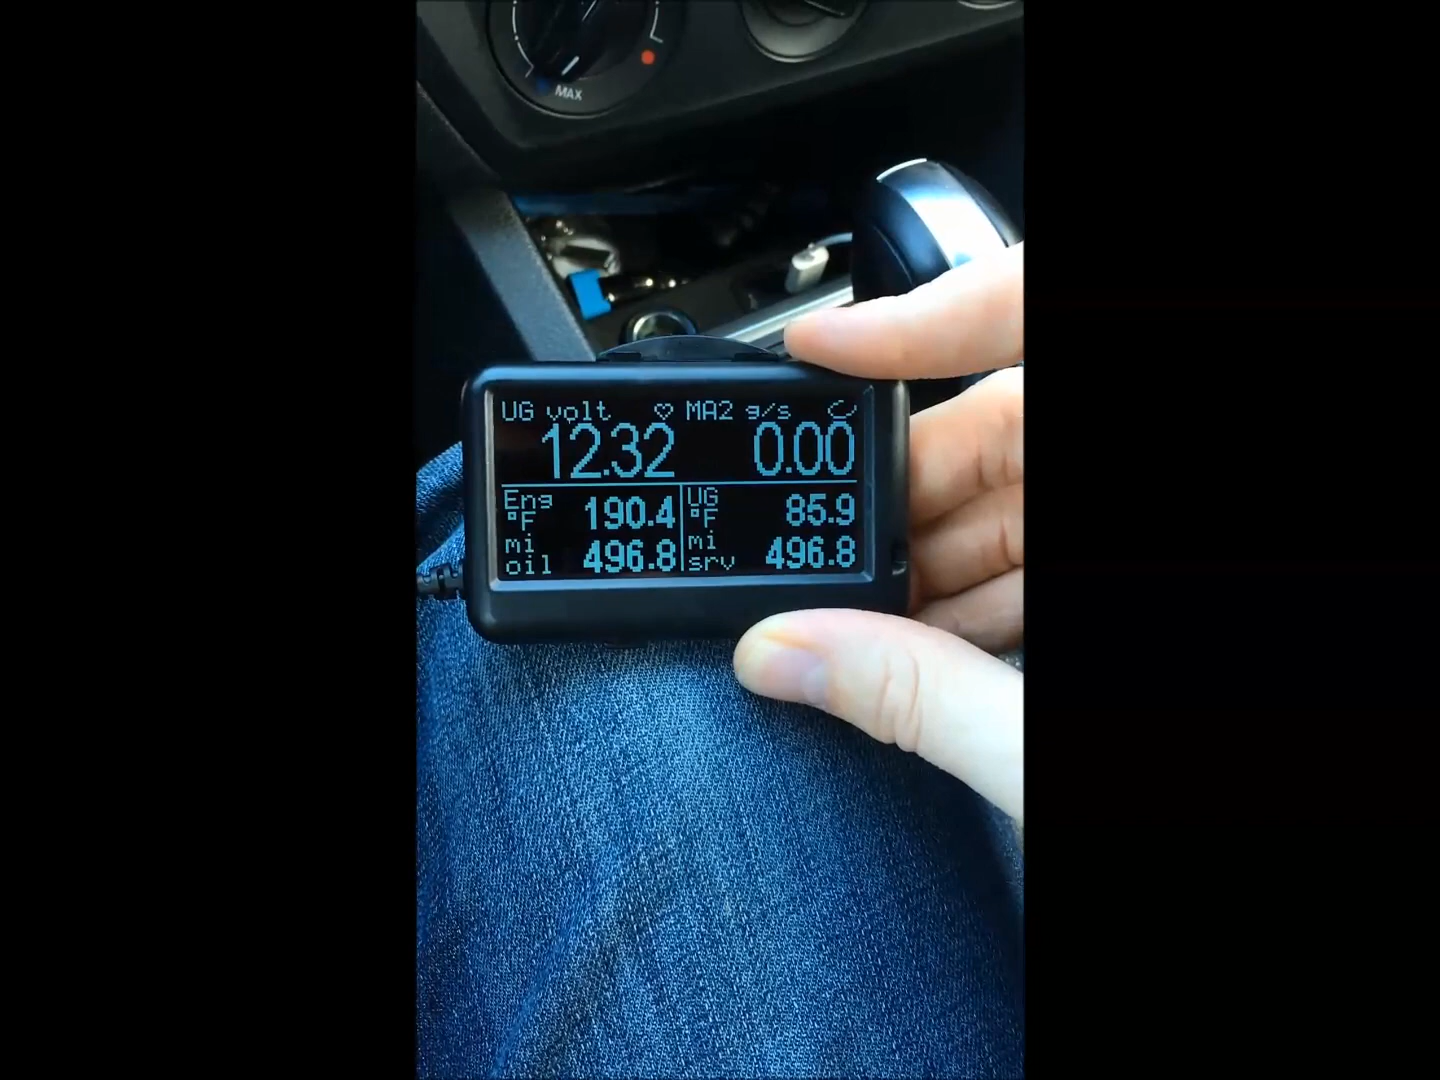 MAX
UG volt ♡ MA2 g/s
12.32 0.00
Eng °F 190.4 UG °F 85.9
mi oil 496.8 mi srv 496.8